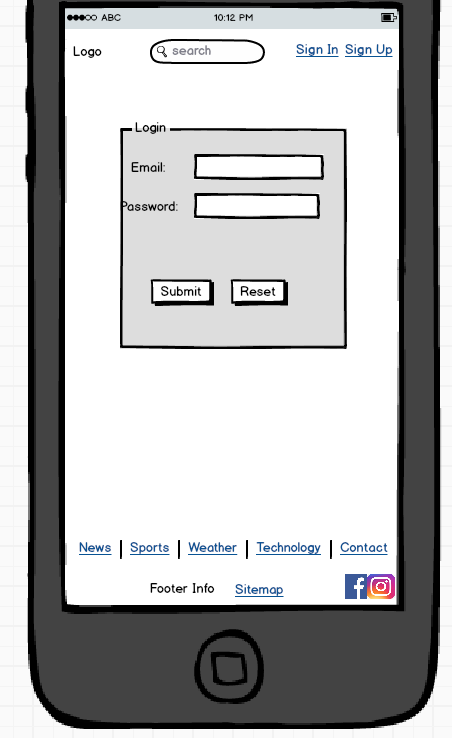 ABC 10:12 PM
Logo search Sign In Sign Up
Login
Email:
Password:
Submit Reset
News Sports Weather Technology Contact
Footer Info Sitemap